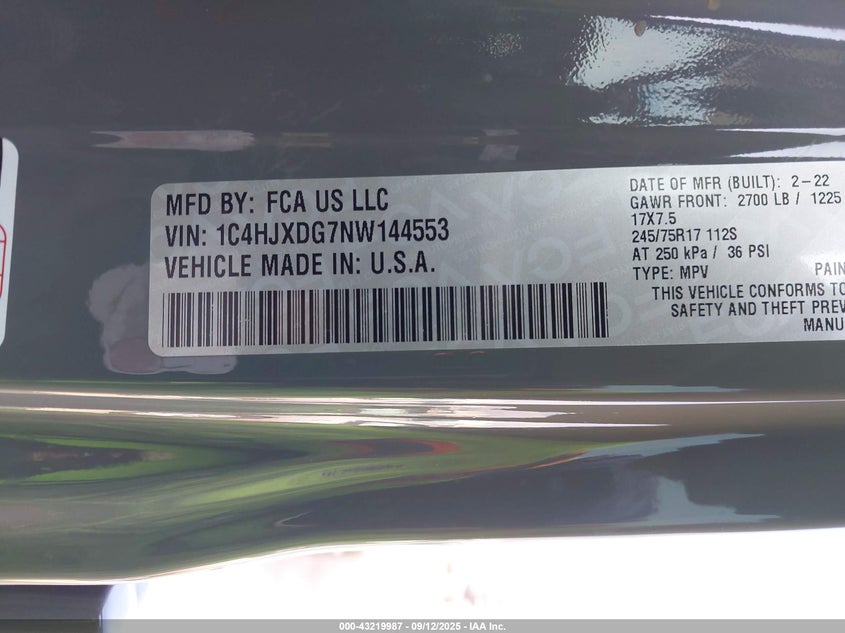 MFD BY: FCA US LLC
VIN: 1C4HJXDG7NW144553
VEHICLE MADE IN: U.S.A.
DATE OF MFR (BUILT): 2-22
GAWR FRONT: 2700 LB / 1225
17X7.5
245/75R17 112S
AT 250 kPa / 36 PSI
TYPE: MPV PAIN
THIS VEHICLE CONFORMS TO
SAFETY AND THEFT PREV
MANU
000-43219987 - 09/12/2025 - IAA Inc.